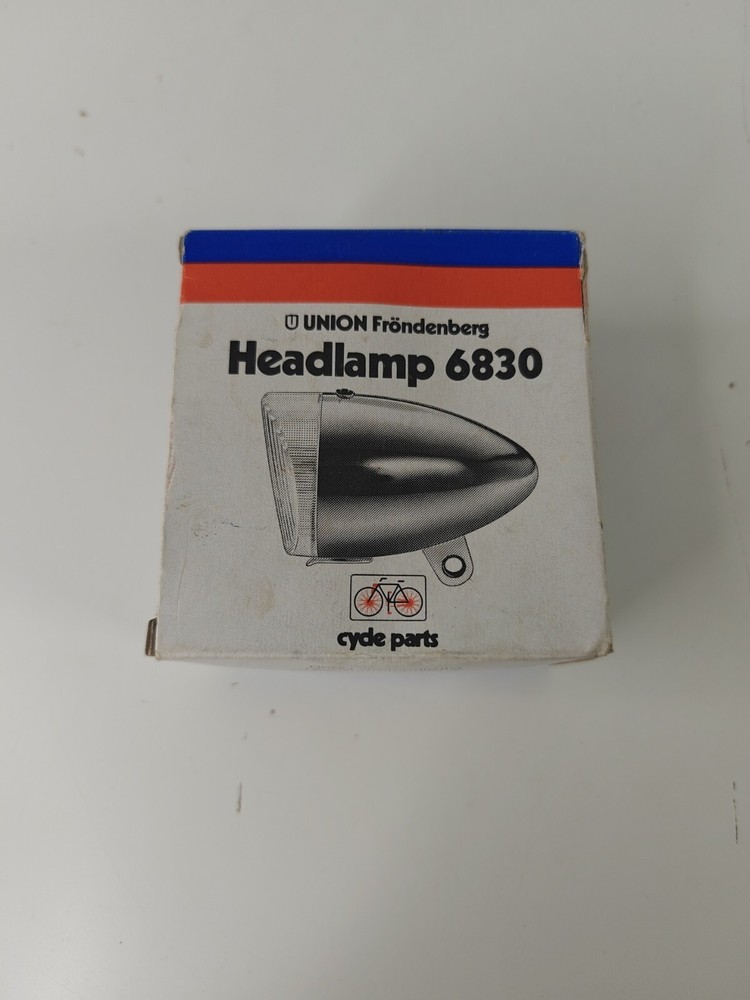 U UNION Fröndenberg
Headlamp 6830
cycle parts